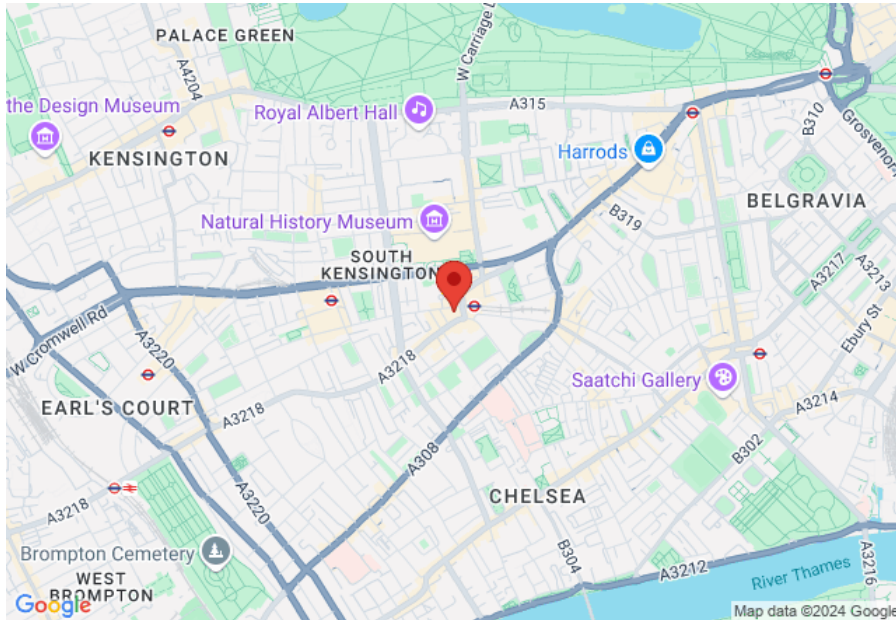 PALACE GREEN
A4204
W Carriage
the Design Museum
Royal Albert Hall
A315
B310
Grosvenor
KENSINGTON
Harrods
BELGRAVIA
Natural History Museum
B319
SOUTH
KENSINGTON
A3217
A3213
W Cromwell Rd
A3220
A3218
Ebury St
Saatchi Gallery
EARL'S COURT
A3218
A3214
A308
B302
CHELSEA
A3220
A3218
Brompton Cemetery
B304
A3212
A3216
WEST
BROMPTON
River Thames
Google
Map data ©2024 Google